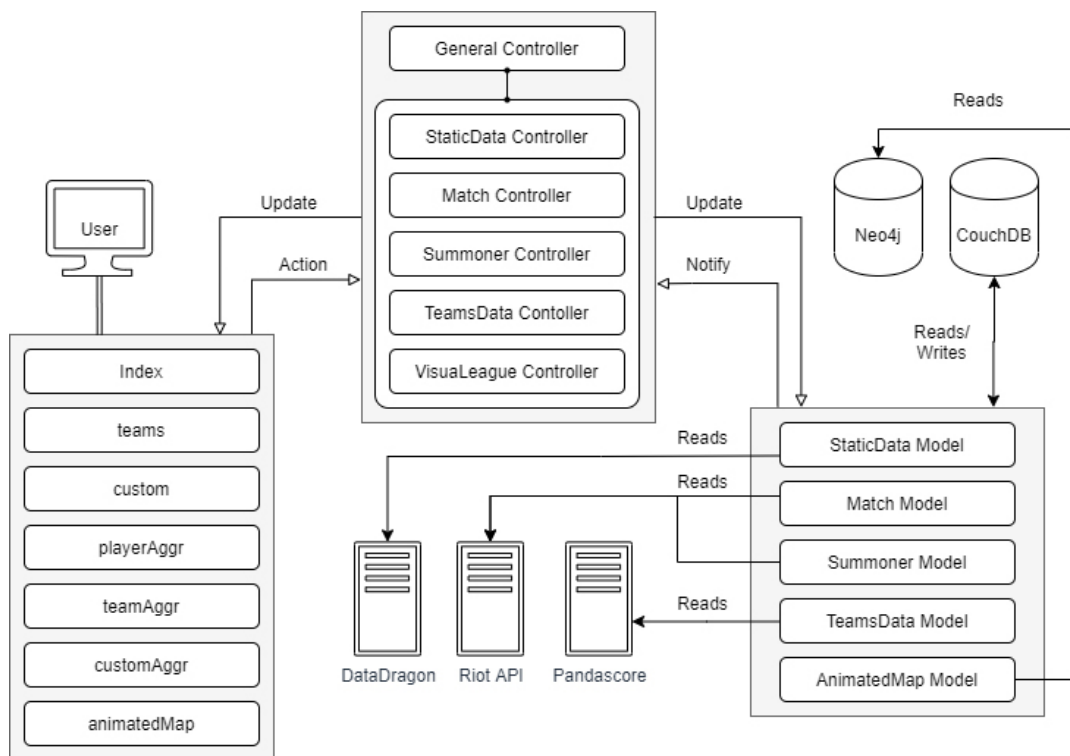 General Controller
StaticData Controller
Match Controller
Summoner Controller
TeamsData Contoller
VisuaLeague Controller
User
Update
Action
Update
Notify
Reads
Neo4j
CouchDB
Reads/
Writes
Index
teams
custom
playerAggr
teamAggr
customAggr
animatedMap
Reads
Reads
Reads
DataDragon
Riot API
Pandascore
StaticData Model
Match Model
Summoner Model
TeamsData Model
AnimatedMap Model